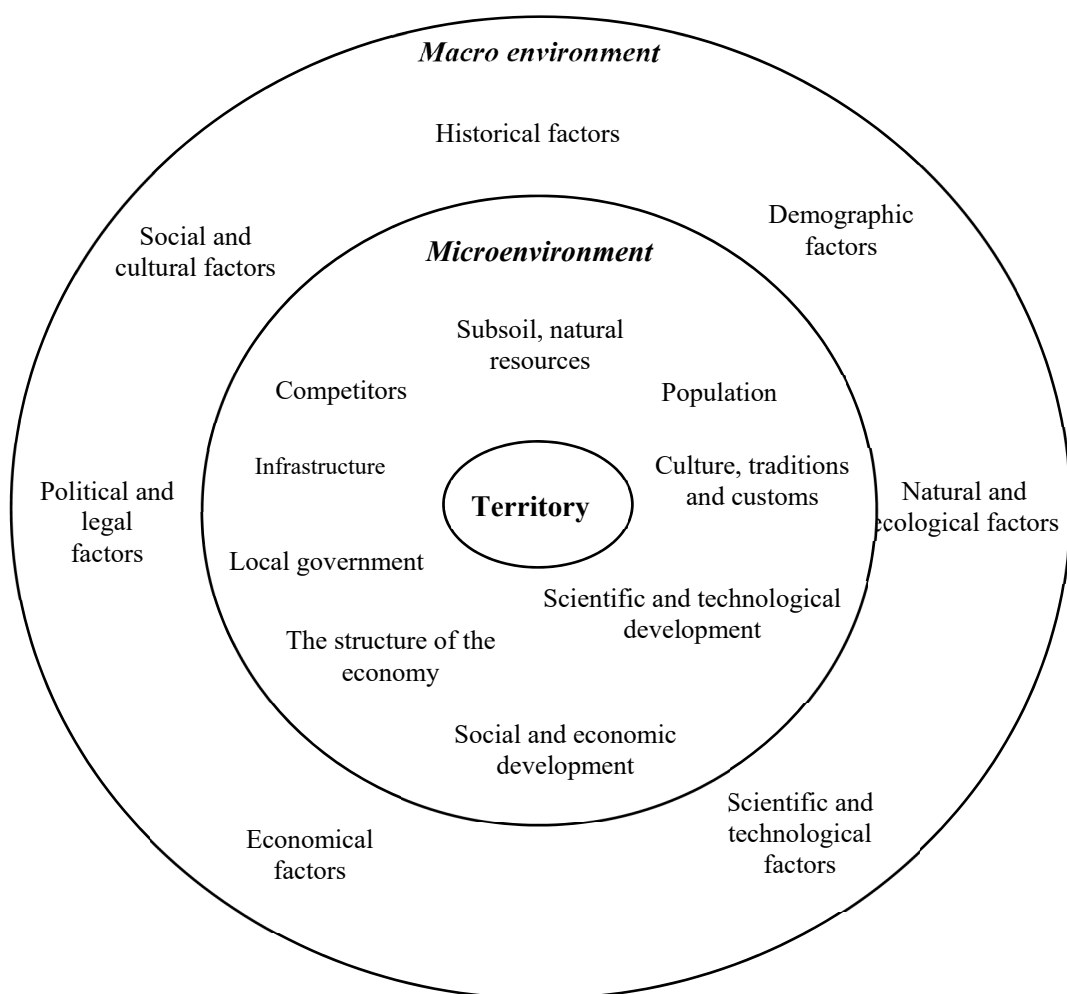 Macro environment
Historical factors
Demographic
factors
Social and
cultural factors
Microenvironment
Subsoil, natural
resources
Competitors
Population
Infrastructure
Culture, traditions
and customs
Territory
Political and
legal
factors
Natural and
ecological factors
Local government
Scientific and technological
development
The structure of the
economy
Social and economic
development
Scientific and
technological
factors
Economical
factors